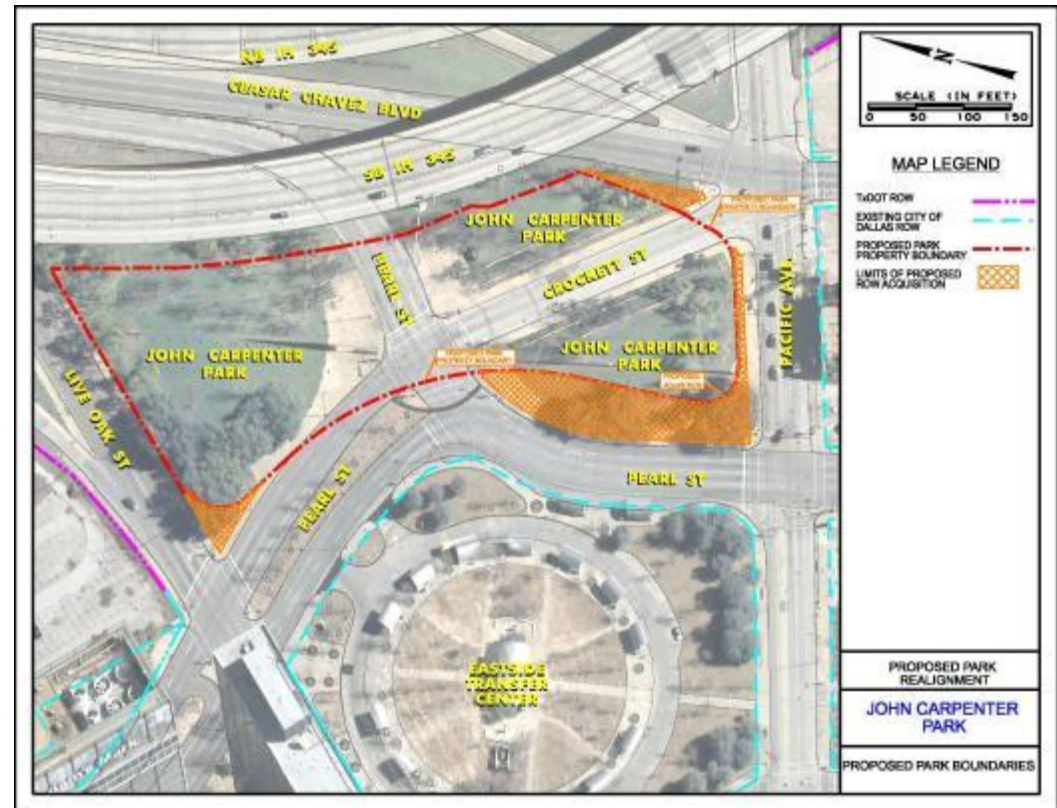 NB IH 345
CEASAR CHAVEZ BLVD
SB IH 345
JOHN CARPENTER
PARK
PEARL ST
CROCKETT ST
PACIFIC AVE.
JOHN CARPENTER
PARK
JOHN CARPENTER
PARK
LIVE OAK ST
PEARL ST
PEARL ST
EASTSIDE
TRANSFER
CENTER
N
SCALE (IN FEET)
0 50 100 150
MAP LEGEND
TxDOT ROW
EXISTING CITY OF
DALLAS ROW
PROPOSED PARK
PROPERTY BOUNDARY
LIMITS OF PROPOSED
ROW ACQUISITION
PROPOSED PARK
REALIGNMENT
JOHN CARPENTER
PARK
PROPOSED PARK BOUNDARIES